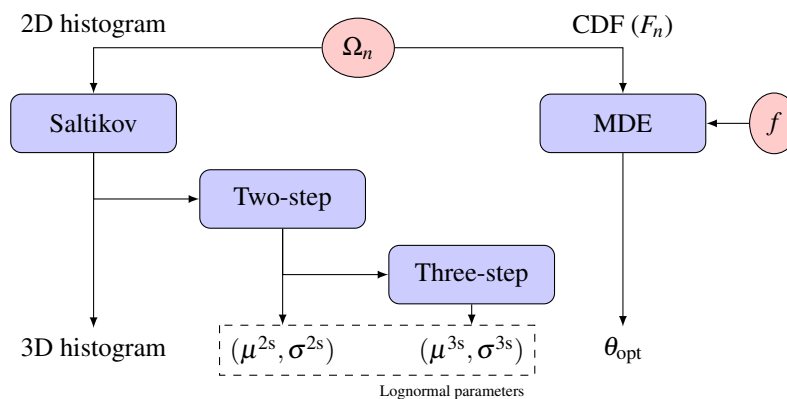 2D histogram
Ωₙ
CDF (Fₙ)
Saltikov
MDE
f
Two-step
Three-step
3D histogram
(μ²ˢ, σ²ˢ)
(μ³ˢ, σ³ˢ)
θ_opt
Lognormal parameters